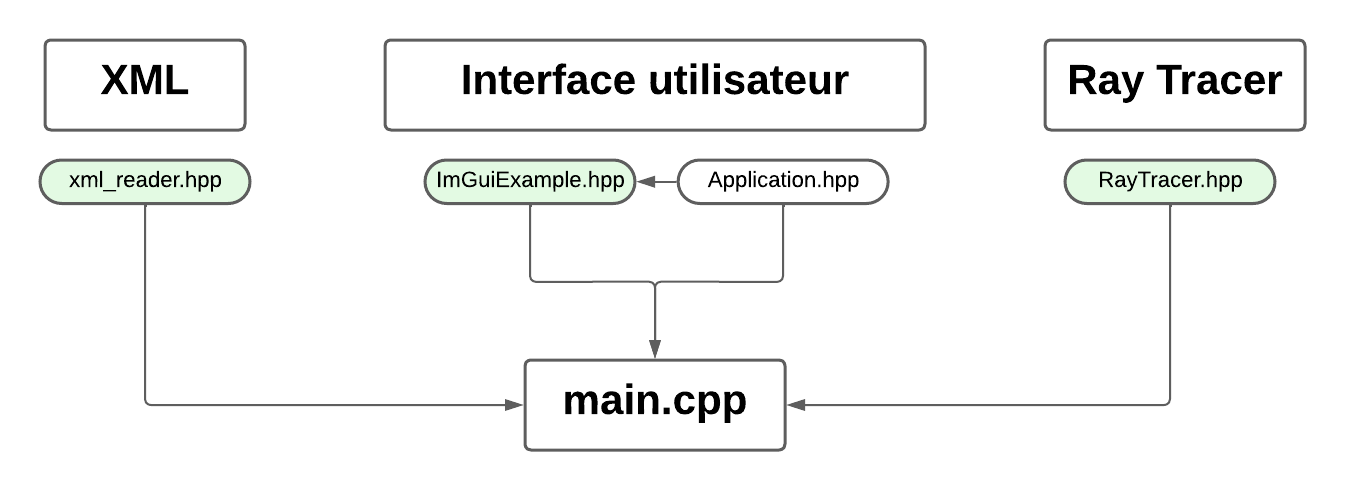 XML
Interface utilisateur
Ray Tracer
xml_reader.hpp
ImGuiExample.hpp
Application.hpp
RayTracer.hpp
main.cpp